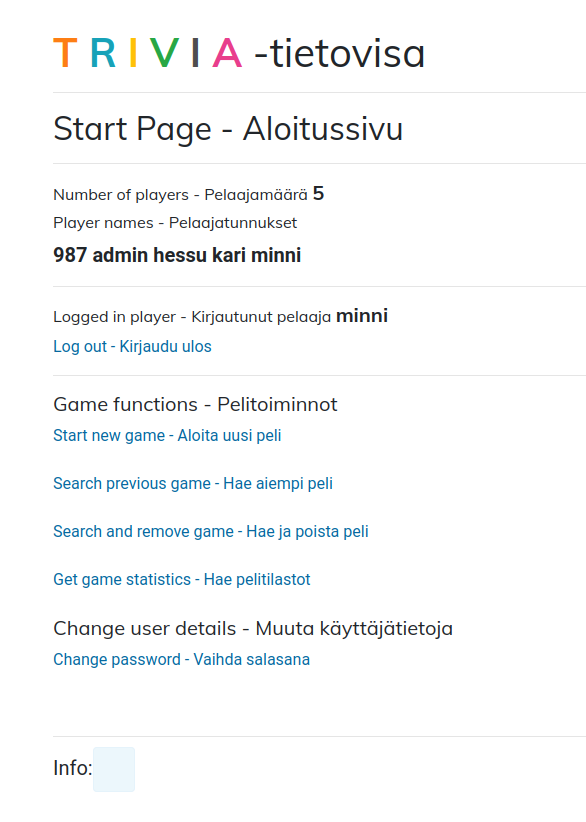 T R I V I A -tietovisa
Start Page - Aloitussivu
Number of players - Pelaajamäärä 5
Player names - Pelaajatunnukset
987 admin hessu kari minni
Logged in player - Kirjautunut pelaaja minni
Log out - Kirjaudu ulos
Game functions - Pelitoiminnot
Start new game - Aloita uusi peli
Search previous game - Hae aiempi peli
Search and remove game - Hae ja poista peli
Get game statistics - Hae pelitilastot
Change user details - Muuta käyttäjätietoja
Change password - Vaihda salasana
Info: